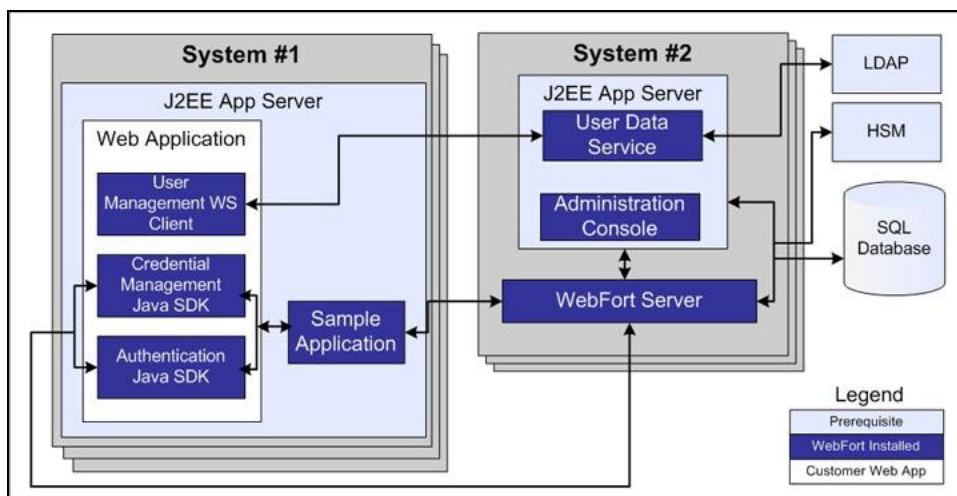 System #1
J2EE App Server
Web Application
User
Management WS
Client
Credential
Management
Java SDK
Authentication
Java SDK
Sample
Application
System #2
J2EE App Server
User Data
Service
Administration
Console
WebFort Server
LDAP
HSM
SQL
Database
Legend
Prerequisite
WebFort Installed
Customer Web App